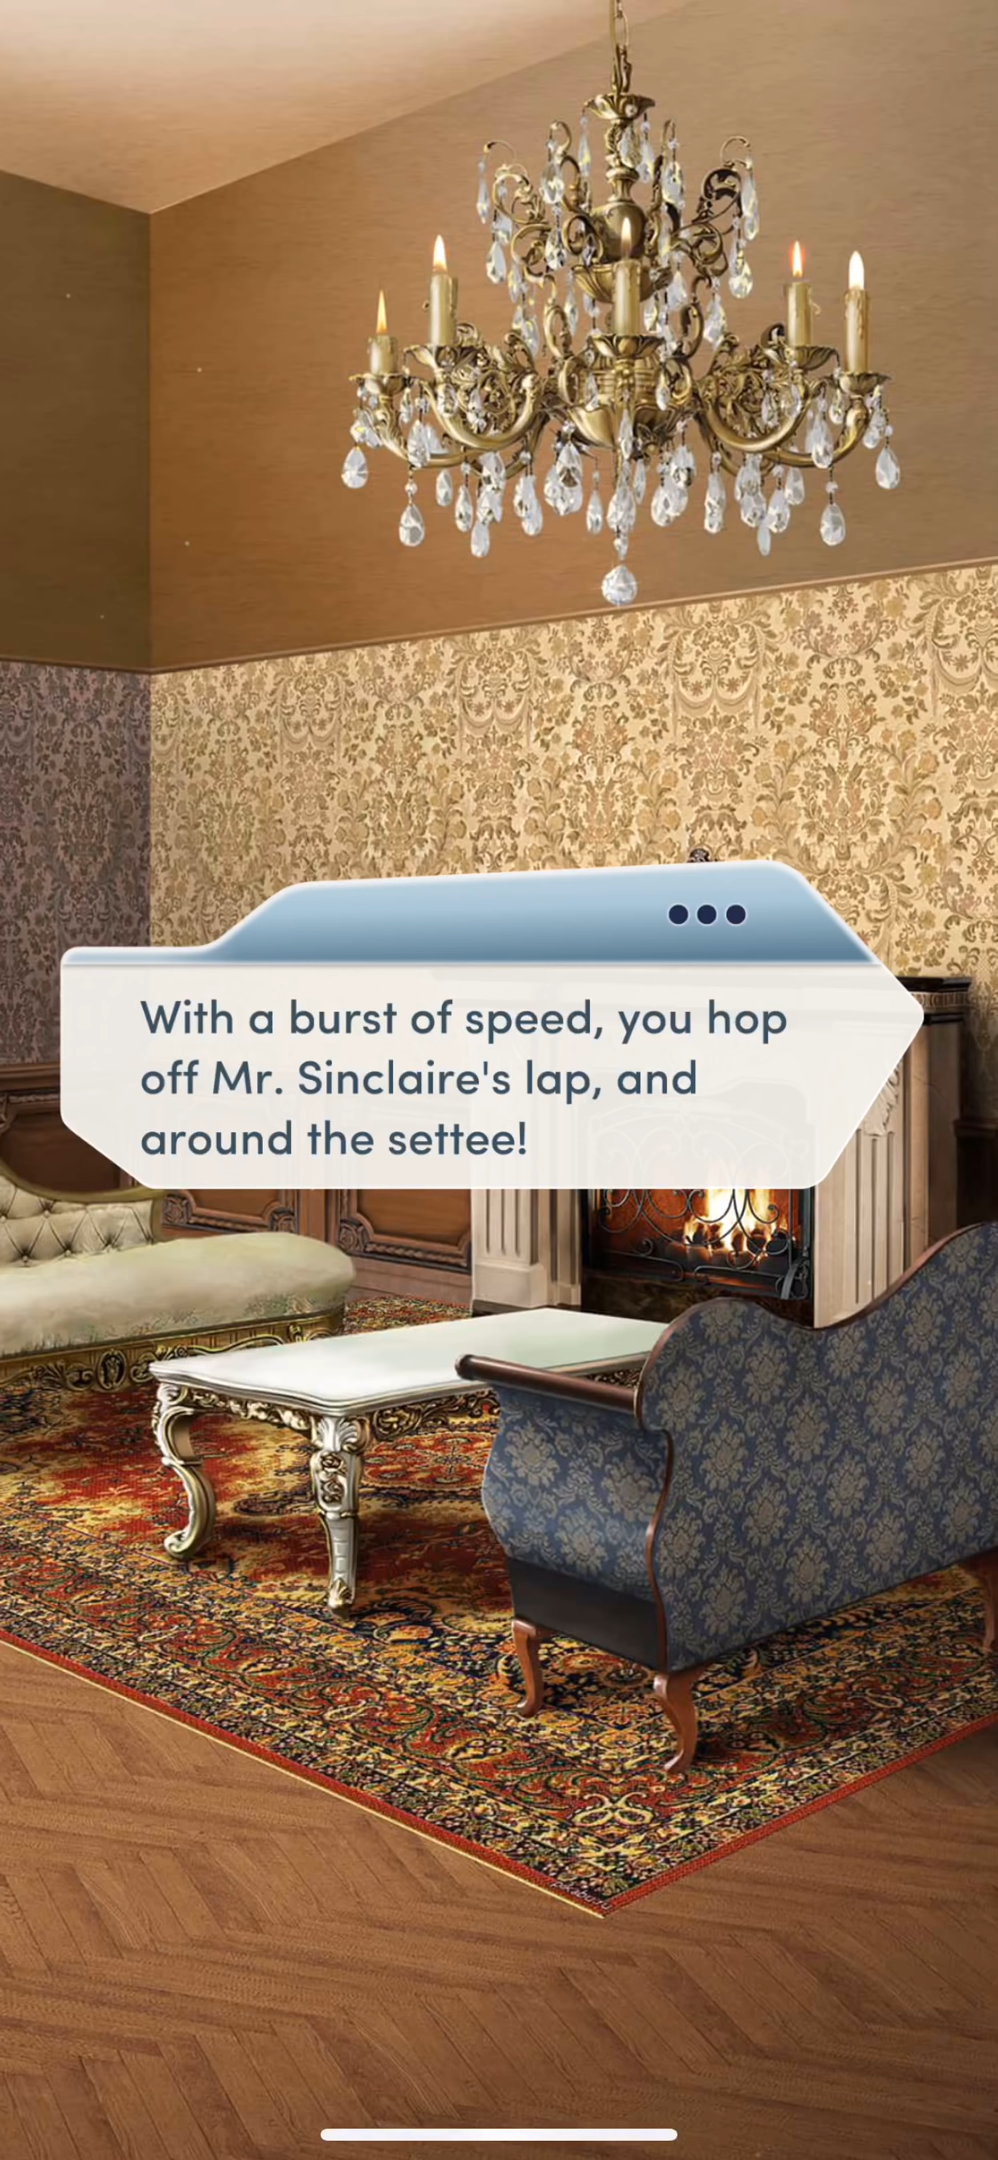 With a burst of speed, you hop
off Mr. Sinclaire's lap, and
around the settee!